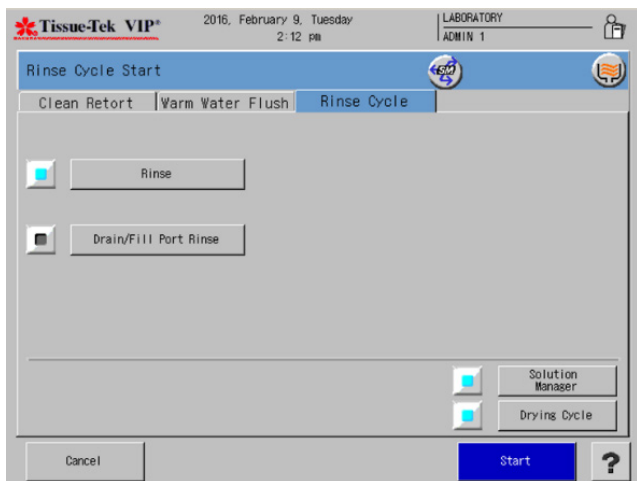 Tissue-Tek VIP®
2016, February 9, Tuesday
2:12 pm
LABORATORY
ADMIN 1
Rinse Cycle Start
SM
Clean Retort
Warm Water Flush
Rinse Cycle
Rinse
Drain/Fill Port Rinse
Solution
Manager
Drying Cycle
Cancel
Start
?